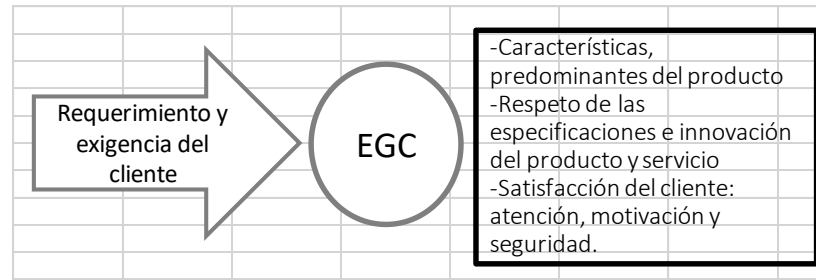 Requerimiento y
exigencia del
cliente
EGC
-Características,
predominantes del producto
-Respeto de las
especificaciones e innovación
del producto y servicio
-Satisfacción del cliente:
atención, motivación y
seguridad.